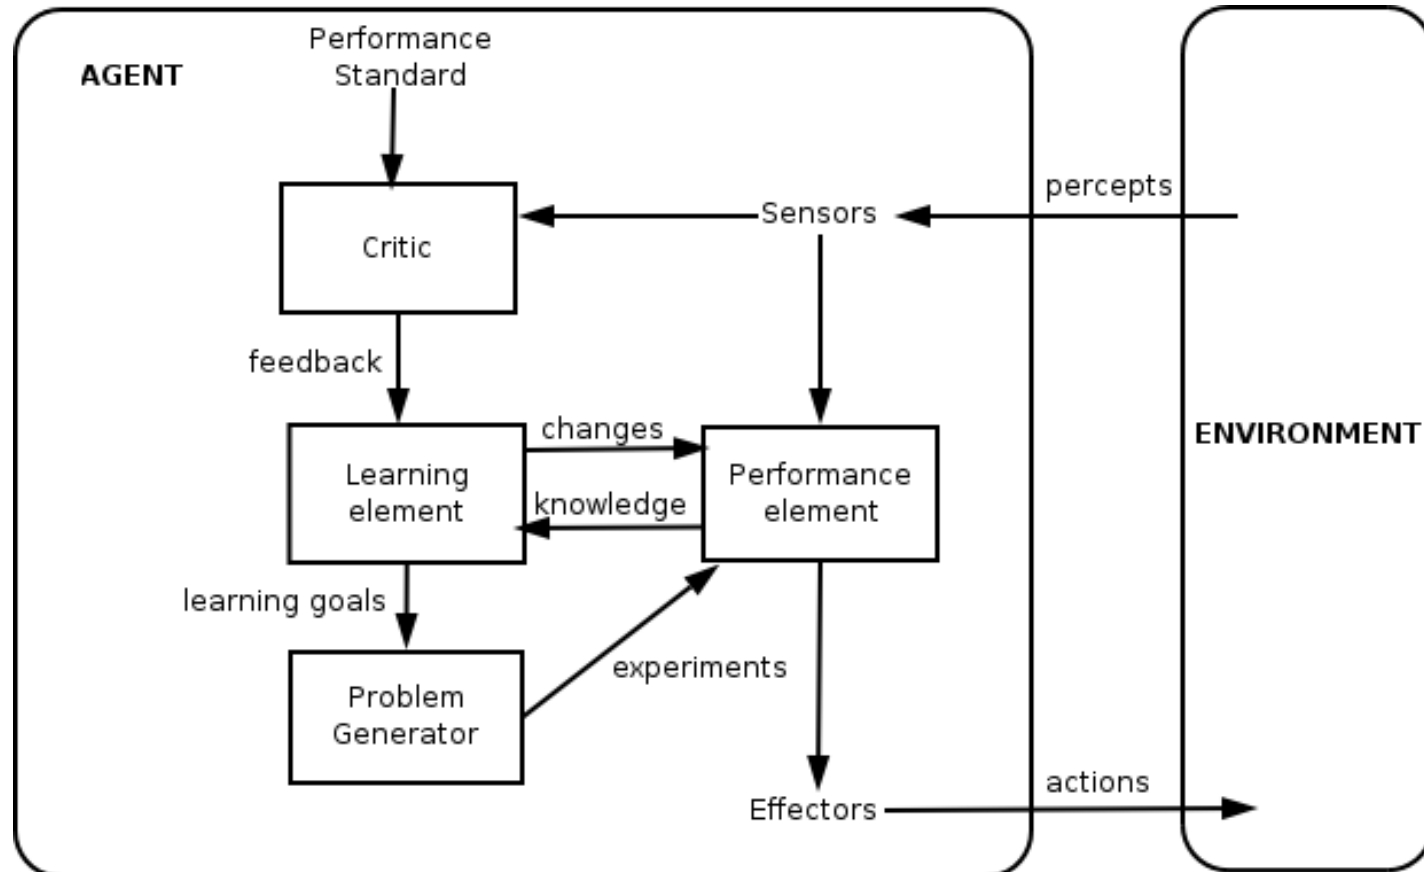 Performance
Standard
AGENT
percepts
Sensors
Critic
feedback
changes
ENVIRONMENT
Learning
element
Performance
element
knowledge
learning goals
experiments
Problem
Generator
actions
Effectors